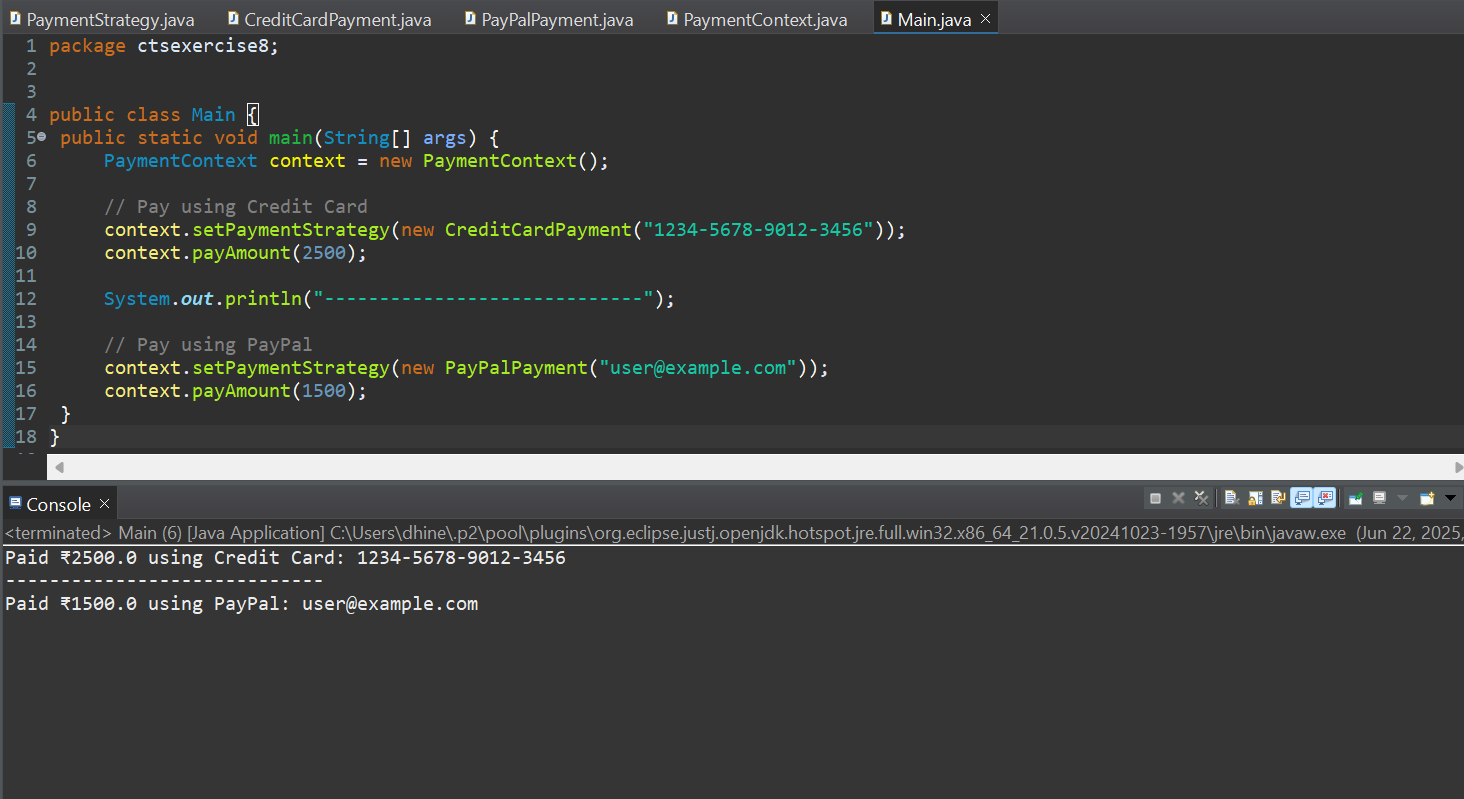 PaymentStrategy.java CreditCardPayment.java PayPalPayment.java PaymentContext.java Main.java
1 package ctsexercise8;
2
3
4 public class Main {
5 public static void main(String[] args) {
6 PaymentContext context = new PaymentContext();
7
8 // Pay using Credit Card
9 context.setPaymentStrategy(new CreditCardPayment("1234-5678-9012-3456"));
10 context.payAmount(2500);
11
12 System.out.println("-----------------------------");
13
14 // Pay using PayPal
15 context.setPaymentStrategy(new PayPalPayment("user@example.com"));
16 context.payAmount(1500);
17 }
18 }
Console
<terminated> Main (6) [Java Application] C:\Users\dhine\.p2\pool\plugins\org.eclipse.justj.openjdk.hotspot.jre.full.win32.x86_64_21.0.5.v20241023-1957\jre\bin\javaw.exe (Jun 22, 2025,
Paid ₹2500.0 using Credit Card: 1234-5678-9012-3456
-----------------------------
Paid ₹1500.0 using PayPal: user@example.com